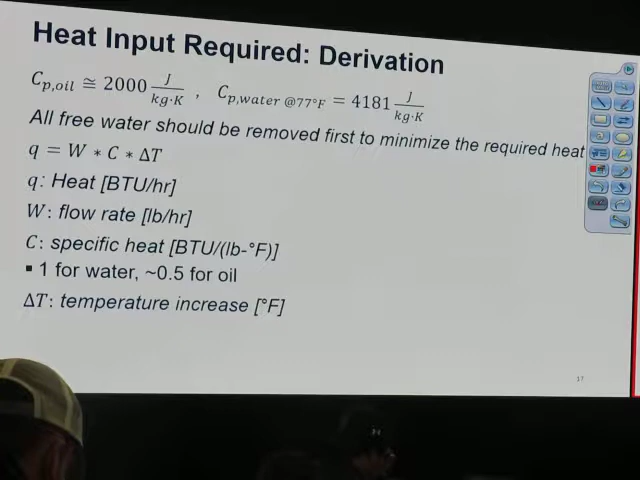 Heat Input Required: Derivation
C_{p,oil} ≅ 2000 J/kg·K , C_{p,water @77°F} = 4181 J/kg·K
All free water should be removed first to minimize the required heat
q = W * C * ΔT
q: Heat [BTU/hr]
W: flow rate [lb/hr]
C: specific heat [BTU/(lb-°F)]
▪ 1 for water, ~0.5 for oil
ΔT: temperature increase [°F]
17